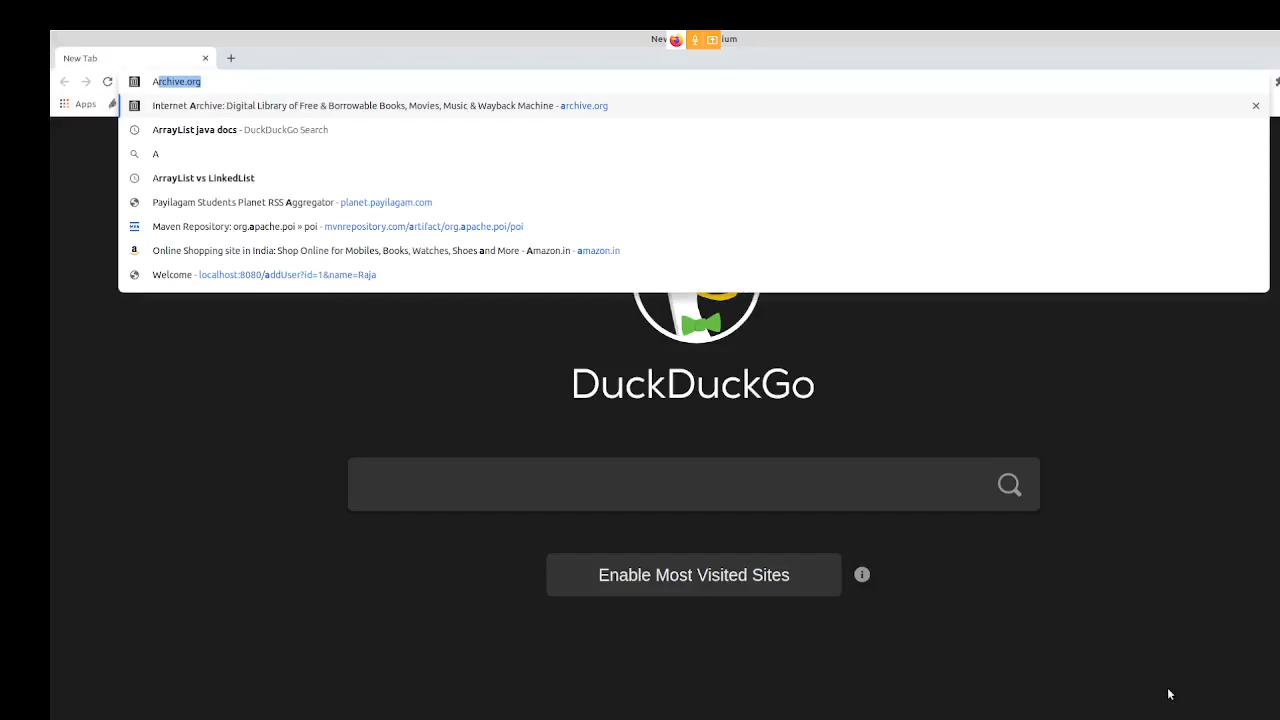 New ium
New Tab
Archive.org
Apps
Internet Archive: Digital Library of Free & Borrowable Books, Movies, Music & Wayback Machine - archive.org
ArrayList java docs - DuckDuckGo Search
A
ArrayList vs LinkedList
Payilagam Students Planet RSS Aggregator - planet.payilagam.com
Maven Repository: org.apache.poi » poi - mvnrepository.com/artifact/org.apache.poi/poi
Online Shopping site in India: Shop Online for Mobiles, Books, Watches, Shoes and More - Amazon.in - amazon.in
Welcome - localhost:8080/addUser?id=1&name=Raja
DuckDuckGo
Enable Most Visited Sites